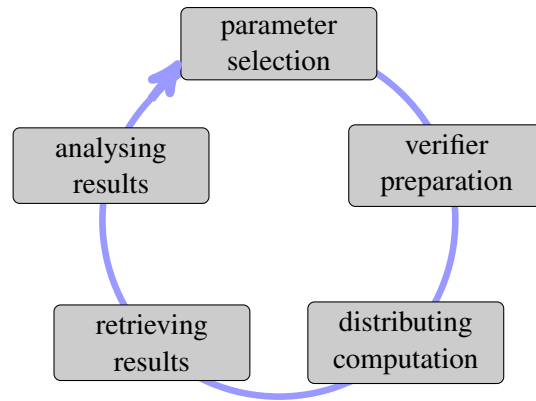 parameter
selection
verifier
preparation
distributing
computation
retrieving
results
analysing
results